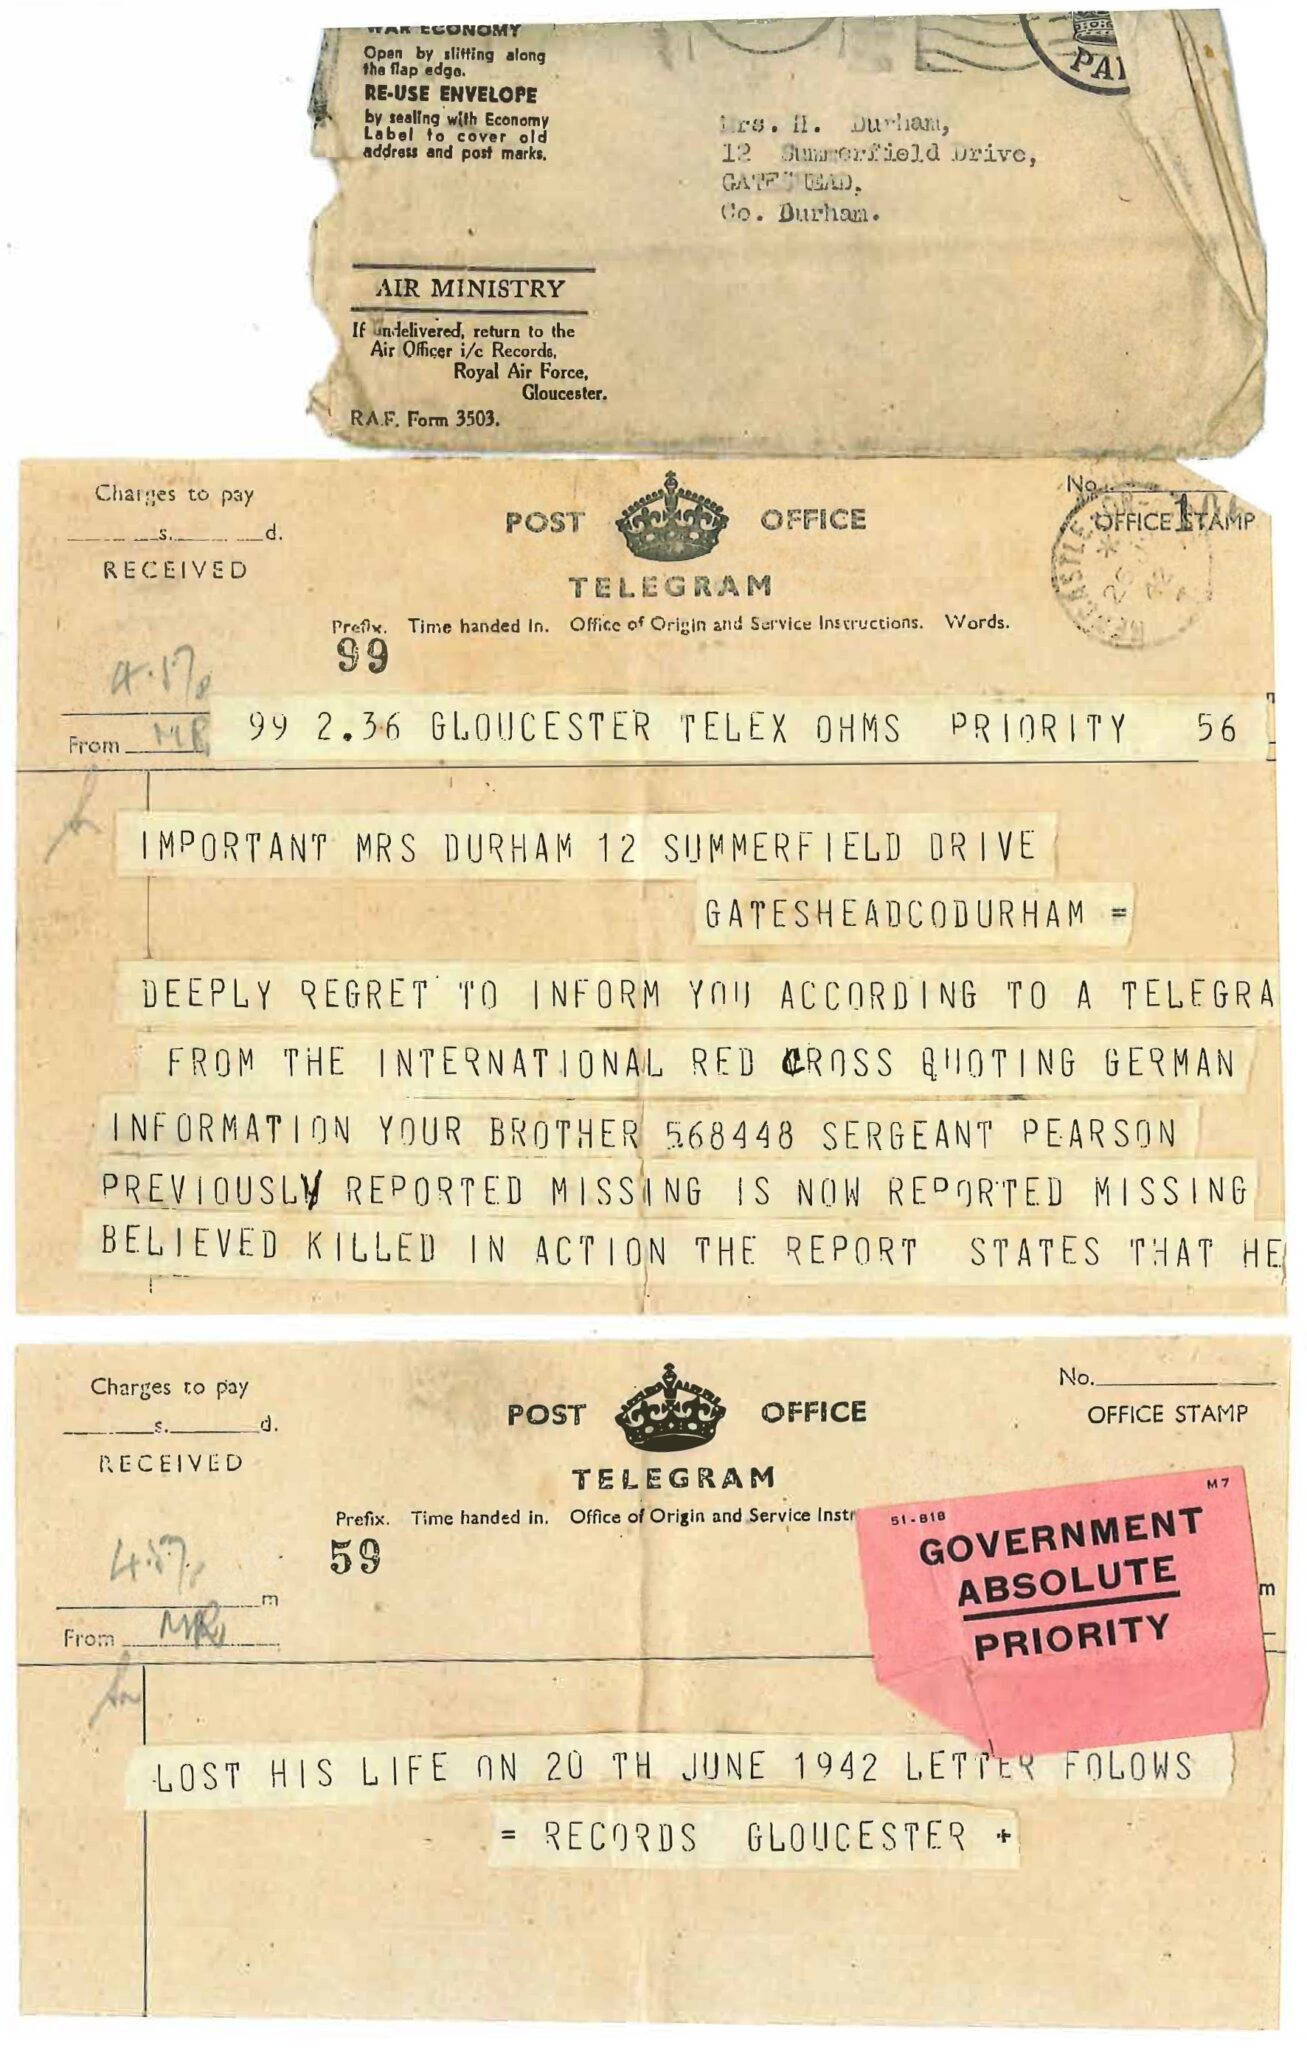 WAR ECONOMY
Open by slitting along
the flap edge.
RE-USE ENVELOPE
by sealing with Economy
Label to cover old
address and post marks.
PAI
Mrs. H. Durham,
12 Summerfield Drive,
GATESHEAD,
Co. Durham.
AIR MINISTRY
If undelivered, return to the
Air Officer i/c Records,
Royal Air Force,
Gloucester.
R.A.F. Form 3503.
Charges to pay
s. d.
RECEIVED
POST OFFICE
TELEGRAM
No.
OFFICE STAMP
Prefix. Time handed in. Office of Origin and Service Instructions. Words.
99
4.57
From MR
99 2.36 GLOUCESTER TELEX OHMS PRIORITY 56
IMPORTANT MRS DURHAM 12 SUMMERFIELD DRIVE
GATESHEADCODURHAM =
DEEPLY REGRET TO INFORM YOU ACCORDING TO A TELEGRA
FROM THE INTERNATIONAL RED CROSS QUOTING GERMAN
INFORMATION YOUR BROTHER 568448 SERGEANT PEARSON
PREVIOUSLY REPORTED MISSING IS NOW REPORTED MISSING
BELIEVED KILLED IN ACTION THE REPORT STATES THAT HE
Charges to pay
s. d.
RECEIVED
POST OFFICE
TELEGRAM
No.
OFFICE STAMP
Prefix. Time handed in. Office of Origin and Service Instr
59
4.57
m
From MR
51-818 M7
GOVERNMENT
ABSOLUTE
PRIORITY
m
LOST HIS LIFE ON 20 TH JUNE 1942 LETTER FOLOWS
= RECORDS GLOUCESTER +